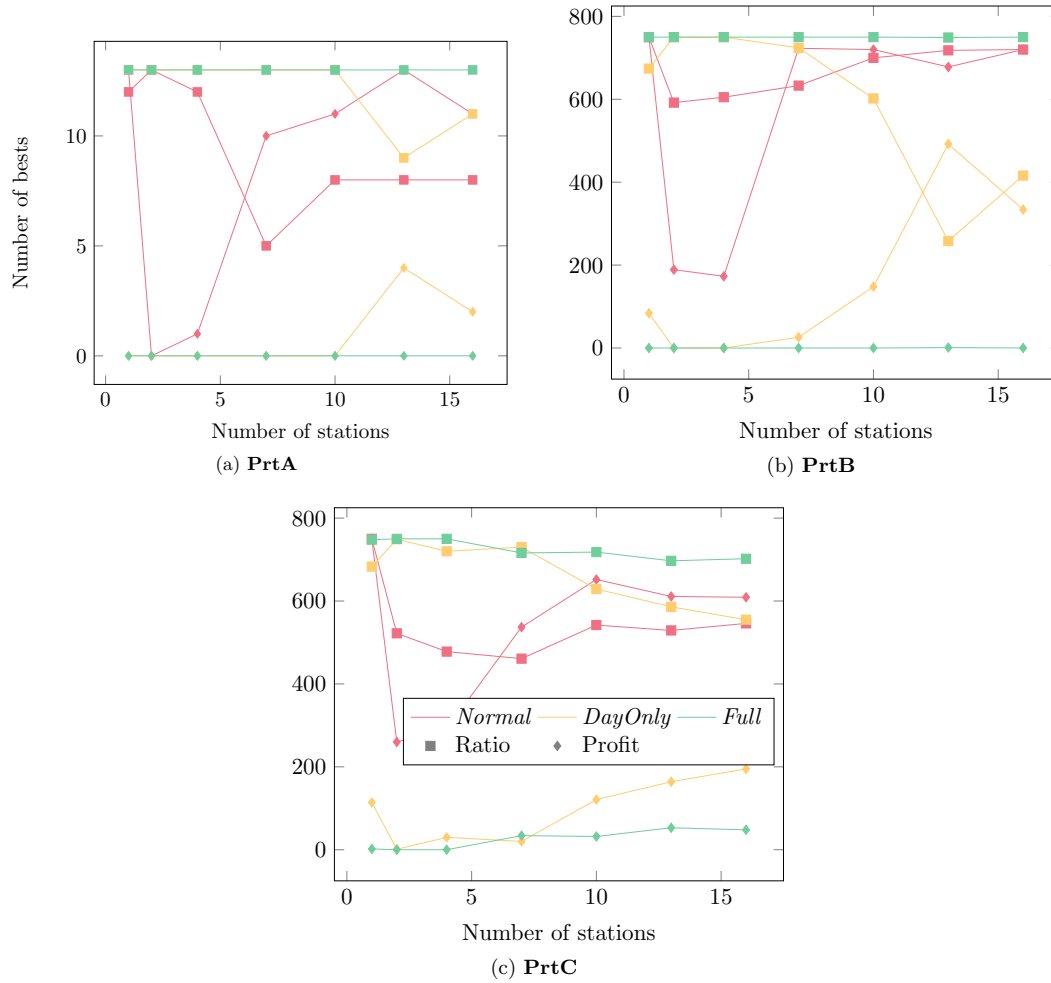 10
5
0
0 5 10 15
Number of bests
Number of stations
(a) PrtA
800
600
400
200
0
0 5 10 15
Number of stations
(b) PrtB
800
600
400
200
0
0 5 10 15
Normal DayOnly Full
Ratio Profit
Number of stations
(c) PrtC